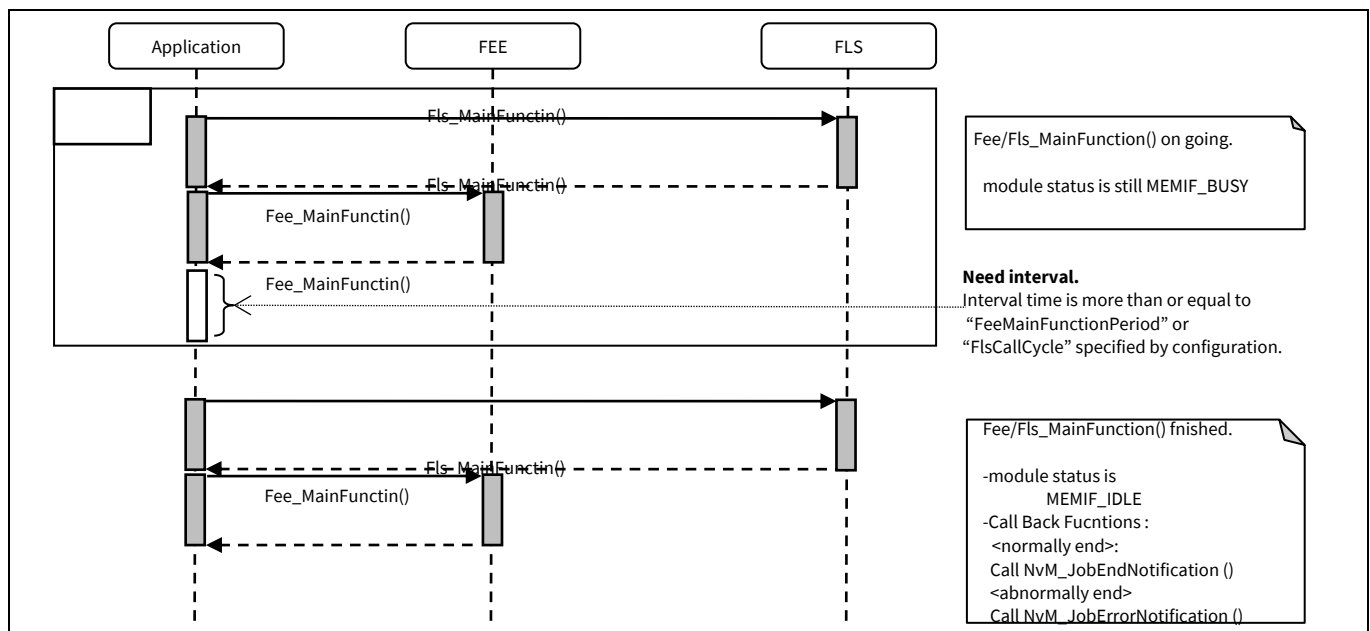 Application
FEE
FLS
Fls_MainFunctin()
Fls_MainFunctin()
Fee_MainFunctin()
Fee_MainFunctin()
Fee/Fls_MainFunction() on going.
module status is still MEMIF_BUSY
Need interval.
Interval time is more than or equal to
“FeeMainFunctionPeriod” or
“FlsCallCycle” specified by configuration.
Fls_MainFunctin()
Fee_MainFunctin()
Fee/Fls_MainFunction() fnished.
-module status is
MEMIF_IDLE
-Call Back Fucntions :
<normally end>:
Call NvM_JobEndNotification ()
<abnormally end>
Call NvM_JobErrorNotification ()